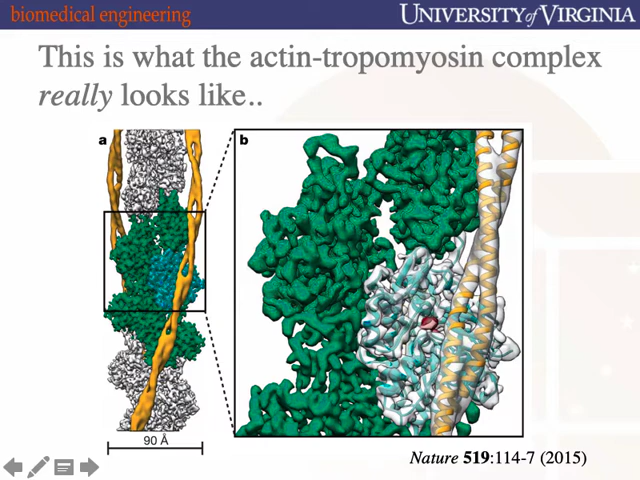 biomedical engineering
UNIVERSITY of VIRGINIA
This is what the actin-tropomyosin complex
really looks like..
a
b
90 Å
Nature 519:114-7 (2015)